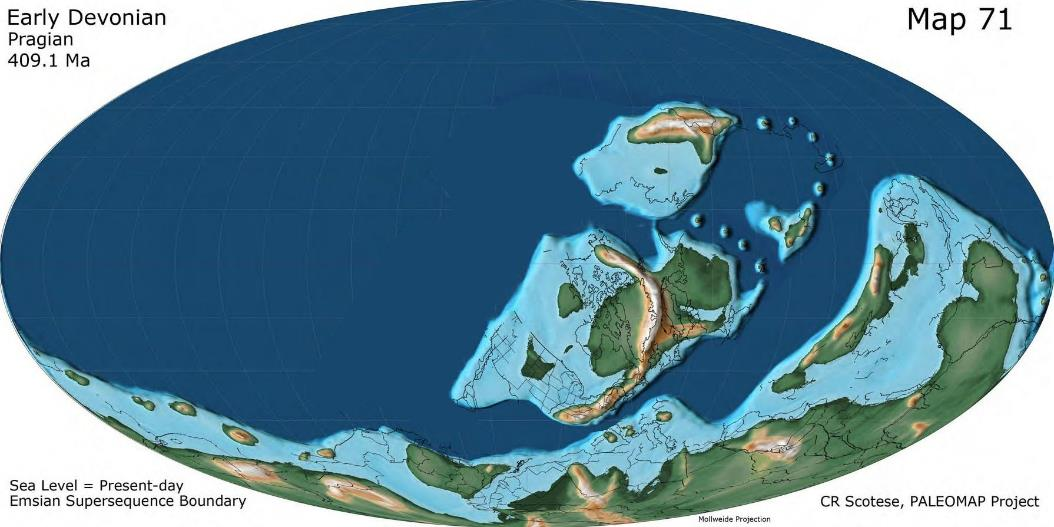 Early Devonian
Pragian
409.1 Ma
Map 71
Sea Level = Present-day
Emsian Supersequence Boundary
CR Scotese, PALEOMAP Project
Mollweide Projection